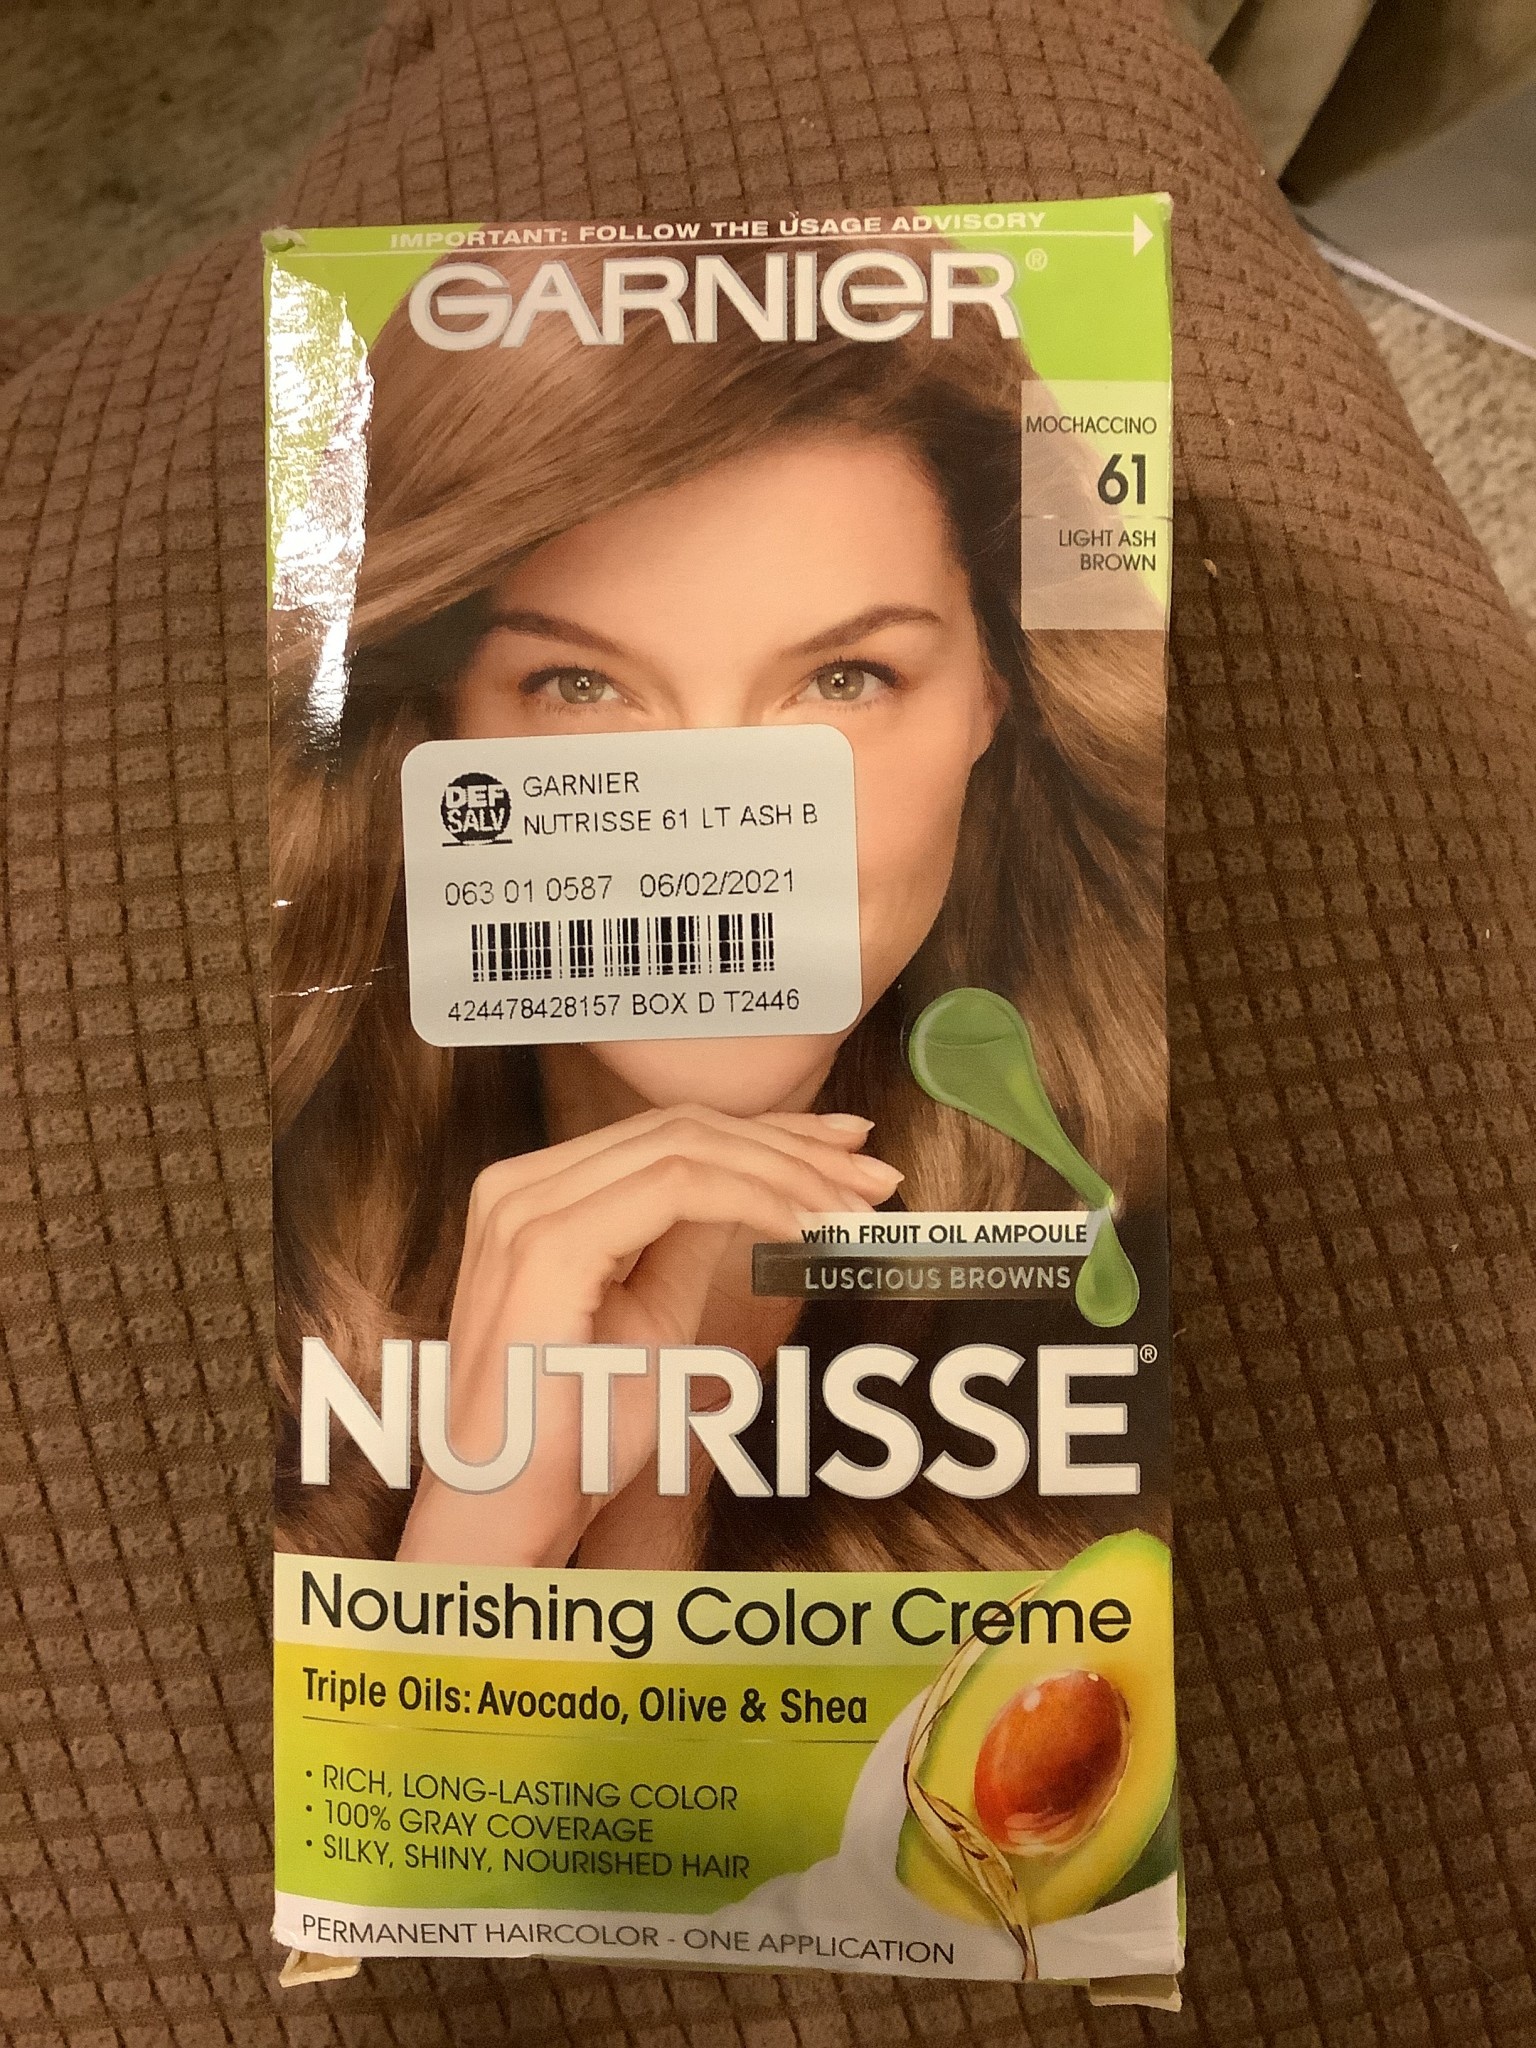 IMPORTANT: FOLLOW THE USAGE ADVISORY
GARNIER®
MOCHACCINO
61
LIGHT ASH
BROWN
DEF
SALV
GARNIER
NUTRISSE 61 LT ASH B
063 01 0587 06/02/2021
424478428157 BOX D T2446
with FRUIT OIL AMPOULE
LUSCIOUS BROWNS
NUTRISSE®
Nourishing Color Creme
Triple Oils: Avocado, Olive & Shea
• RICH, LONG-LASTING COLOR
• 100% GRAY COVERAGE
• SILKY, SHINY, NOURISHED HAIR
PERMANENT HAIRCOLOR - ONE APPLICATION